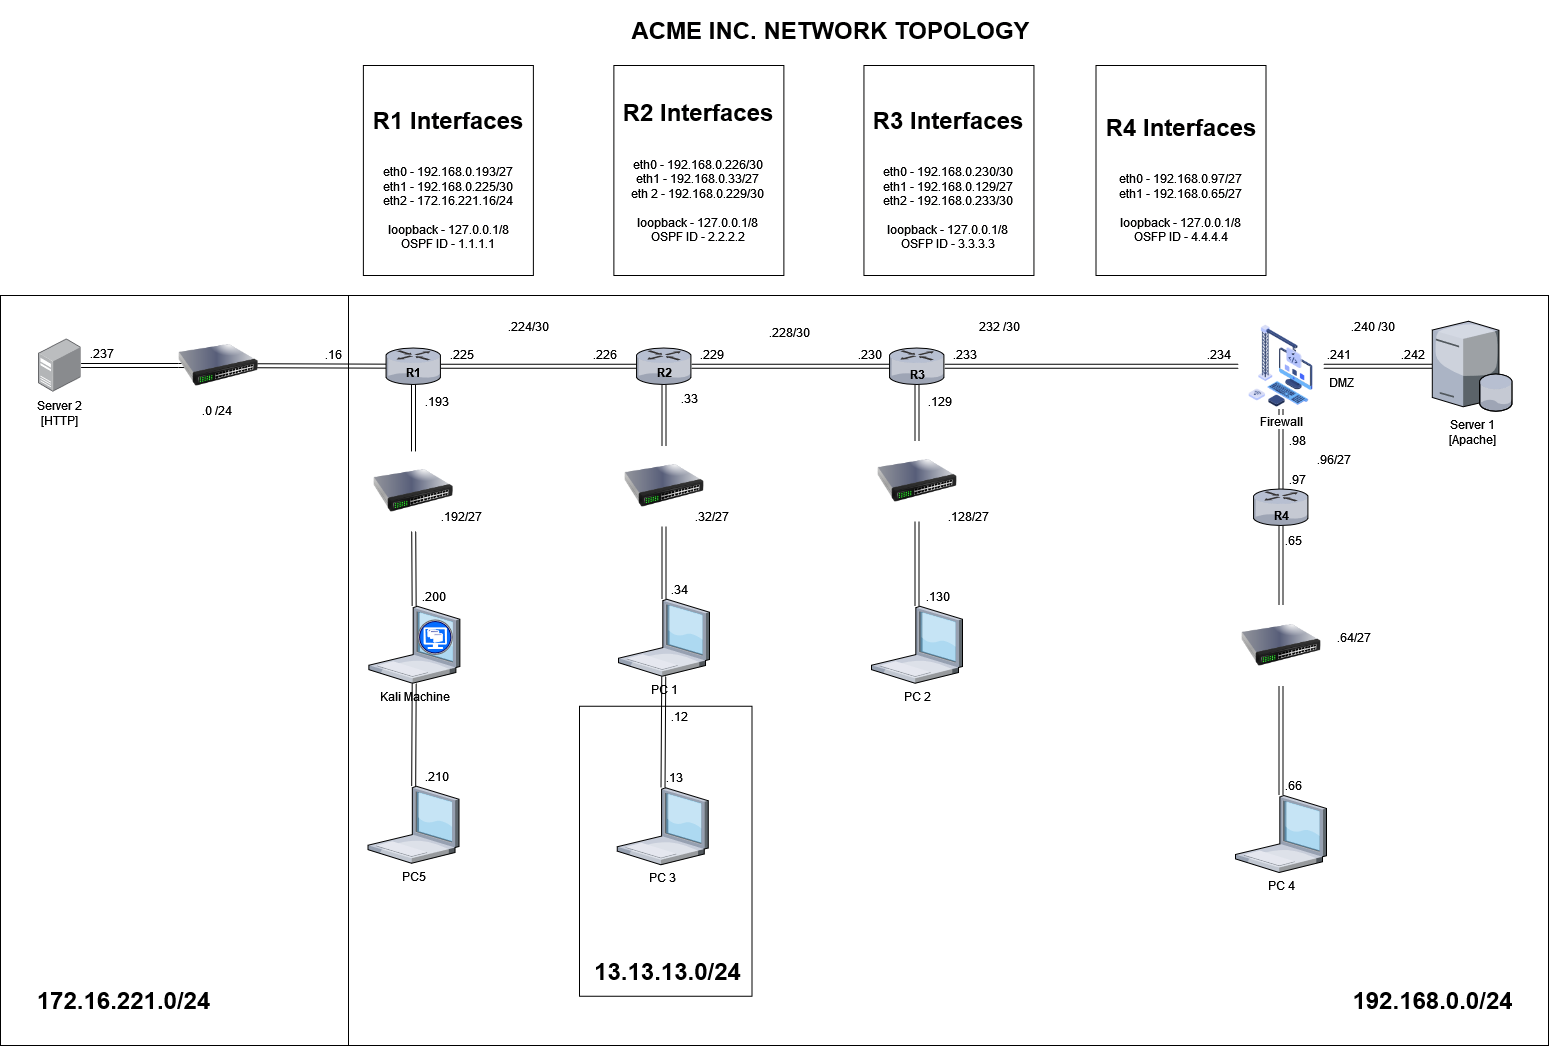 ACME INC. NETWORK TOPOLOGY
R1 Interfaces
eth0 - 192.168.0.193/27
eth1 - 192.168.0.225/30
eth2 - 172.16.221.16/24
loopback - 127.0.0.1/8
OSPF ID - 1.1.1.1
R2 Interfaces
eth0 - 192.168.0.226/30
eth1 - 192.168.0.33/27
eth 2 - 192.168.0.229/30
loopback - 127.0.0.1/8
OSPF ID - 2.2.2.2
R3 Interfaces
eth0 - 192.168.0.230/30
eth1 - 192.168.0.129/27
eth2 - 192.168.0.233/30
loopback - 127.0.0.1/8
OSFP ID - 3.3.3.3
R4 Interfaces
eth0 - 192.168.0.97/27
eth1 - 192.168.0.65/27
loopback - 127.0.0.1/8
OSFP ID - 4.4.4.4
.224/30
.228/30
232 /30
.240 /30
.237
.16
.225
.226
.229
.230
.233
.234
.241
.242
R1
R2
R3
DMZ
Server 2
[HTTP]
.0 /24
.193
.33
.129
Firewall
Server 1
[Apache]
.98
.96/27
.97
R4
.65
.192/27
.32/27
.128/27
.200
.34
.130
.64/27
Kali Machine
PC 1
PC 2
.12
.210
.13
.66
PC5
PC 3
PC 4
13.13.13.0/24
172.16.221.0/24
192.168.0.0/24